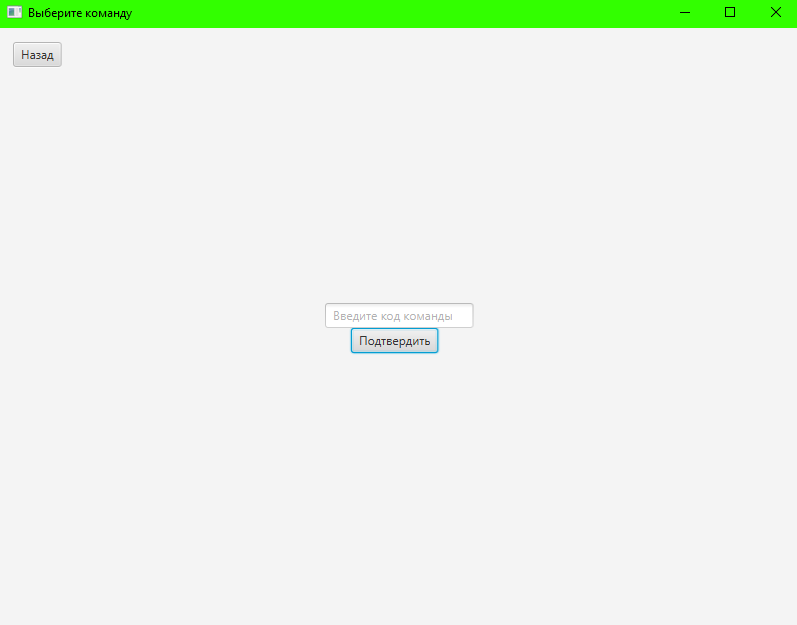 Выберите команду
Назад
Введите код команды
Подтвердить